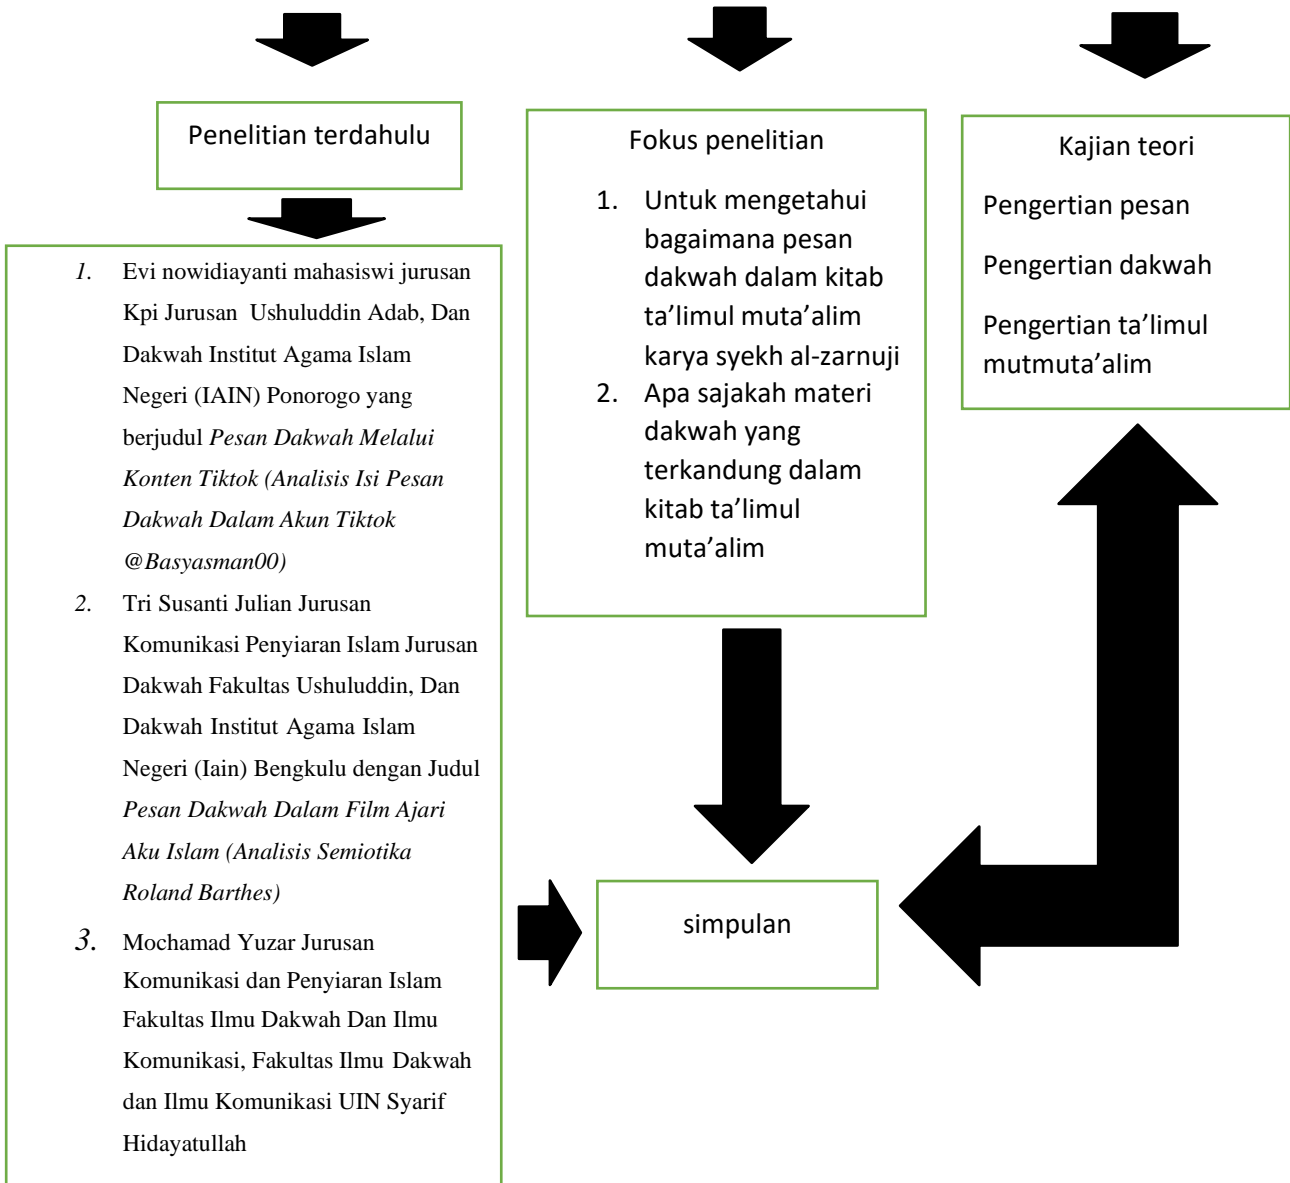 Penelitian terdahulu
1. Evi nowidiayanti mahasiswi jurusan
Kpi Jurusan Ushuluddin Adab, Dan
Dakwah Institut Agama Islam
Negeri (IAIN) Ponorogo yang
berjudul Pesan Dakwah Melalui
Konten Tiktok (Analisis Isi Pesan
Dakwah Dalam Akun Tiktok
@Basyasman00)
2. Tri Susanti Julian Jurusan
Komunikasi Penyiaran Islam Jurusan
Dakwah Fakultas Ushuluddin, Dan
Dakwah Institut Agama Islam
Negeri (Iain) Bengkulu dengan Judul
Pesan Dakwah Dalam Film Ajari
Aku Islam (Analisis Semiotika
Roland Barthes)
3. Mochamad Yuzar Jurusan
Komunikasi dan Penyiaran Islam
Fakultas Ilmu Dakwah Dan Ilmu
Komunikasi, Fakultas Ilmu Dakwah
dan Ilmu Komunikasi UIN Syarif
Hidayatullah
Fokus penelitian
1. Untuk mengetahui
bagaimana pesan
dakwah dalam kitab
ta’limul muta’alim
karya syekh al-zarnuji
2. Apa sajakah materi
dakwah yang
terkandung dalam
kitab ta’limul
muta’alim
Kajian teori
Pengertian pesan
Pengertian dakwah
Pengertian ta’limul
mutmuta’alim
simpulan